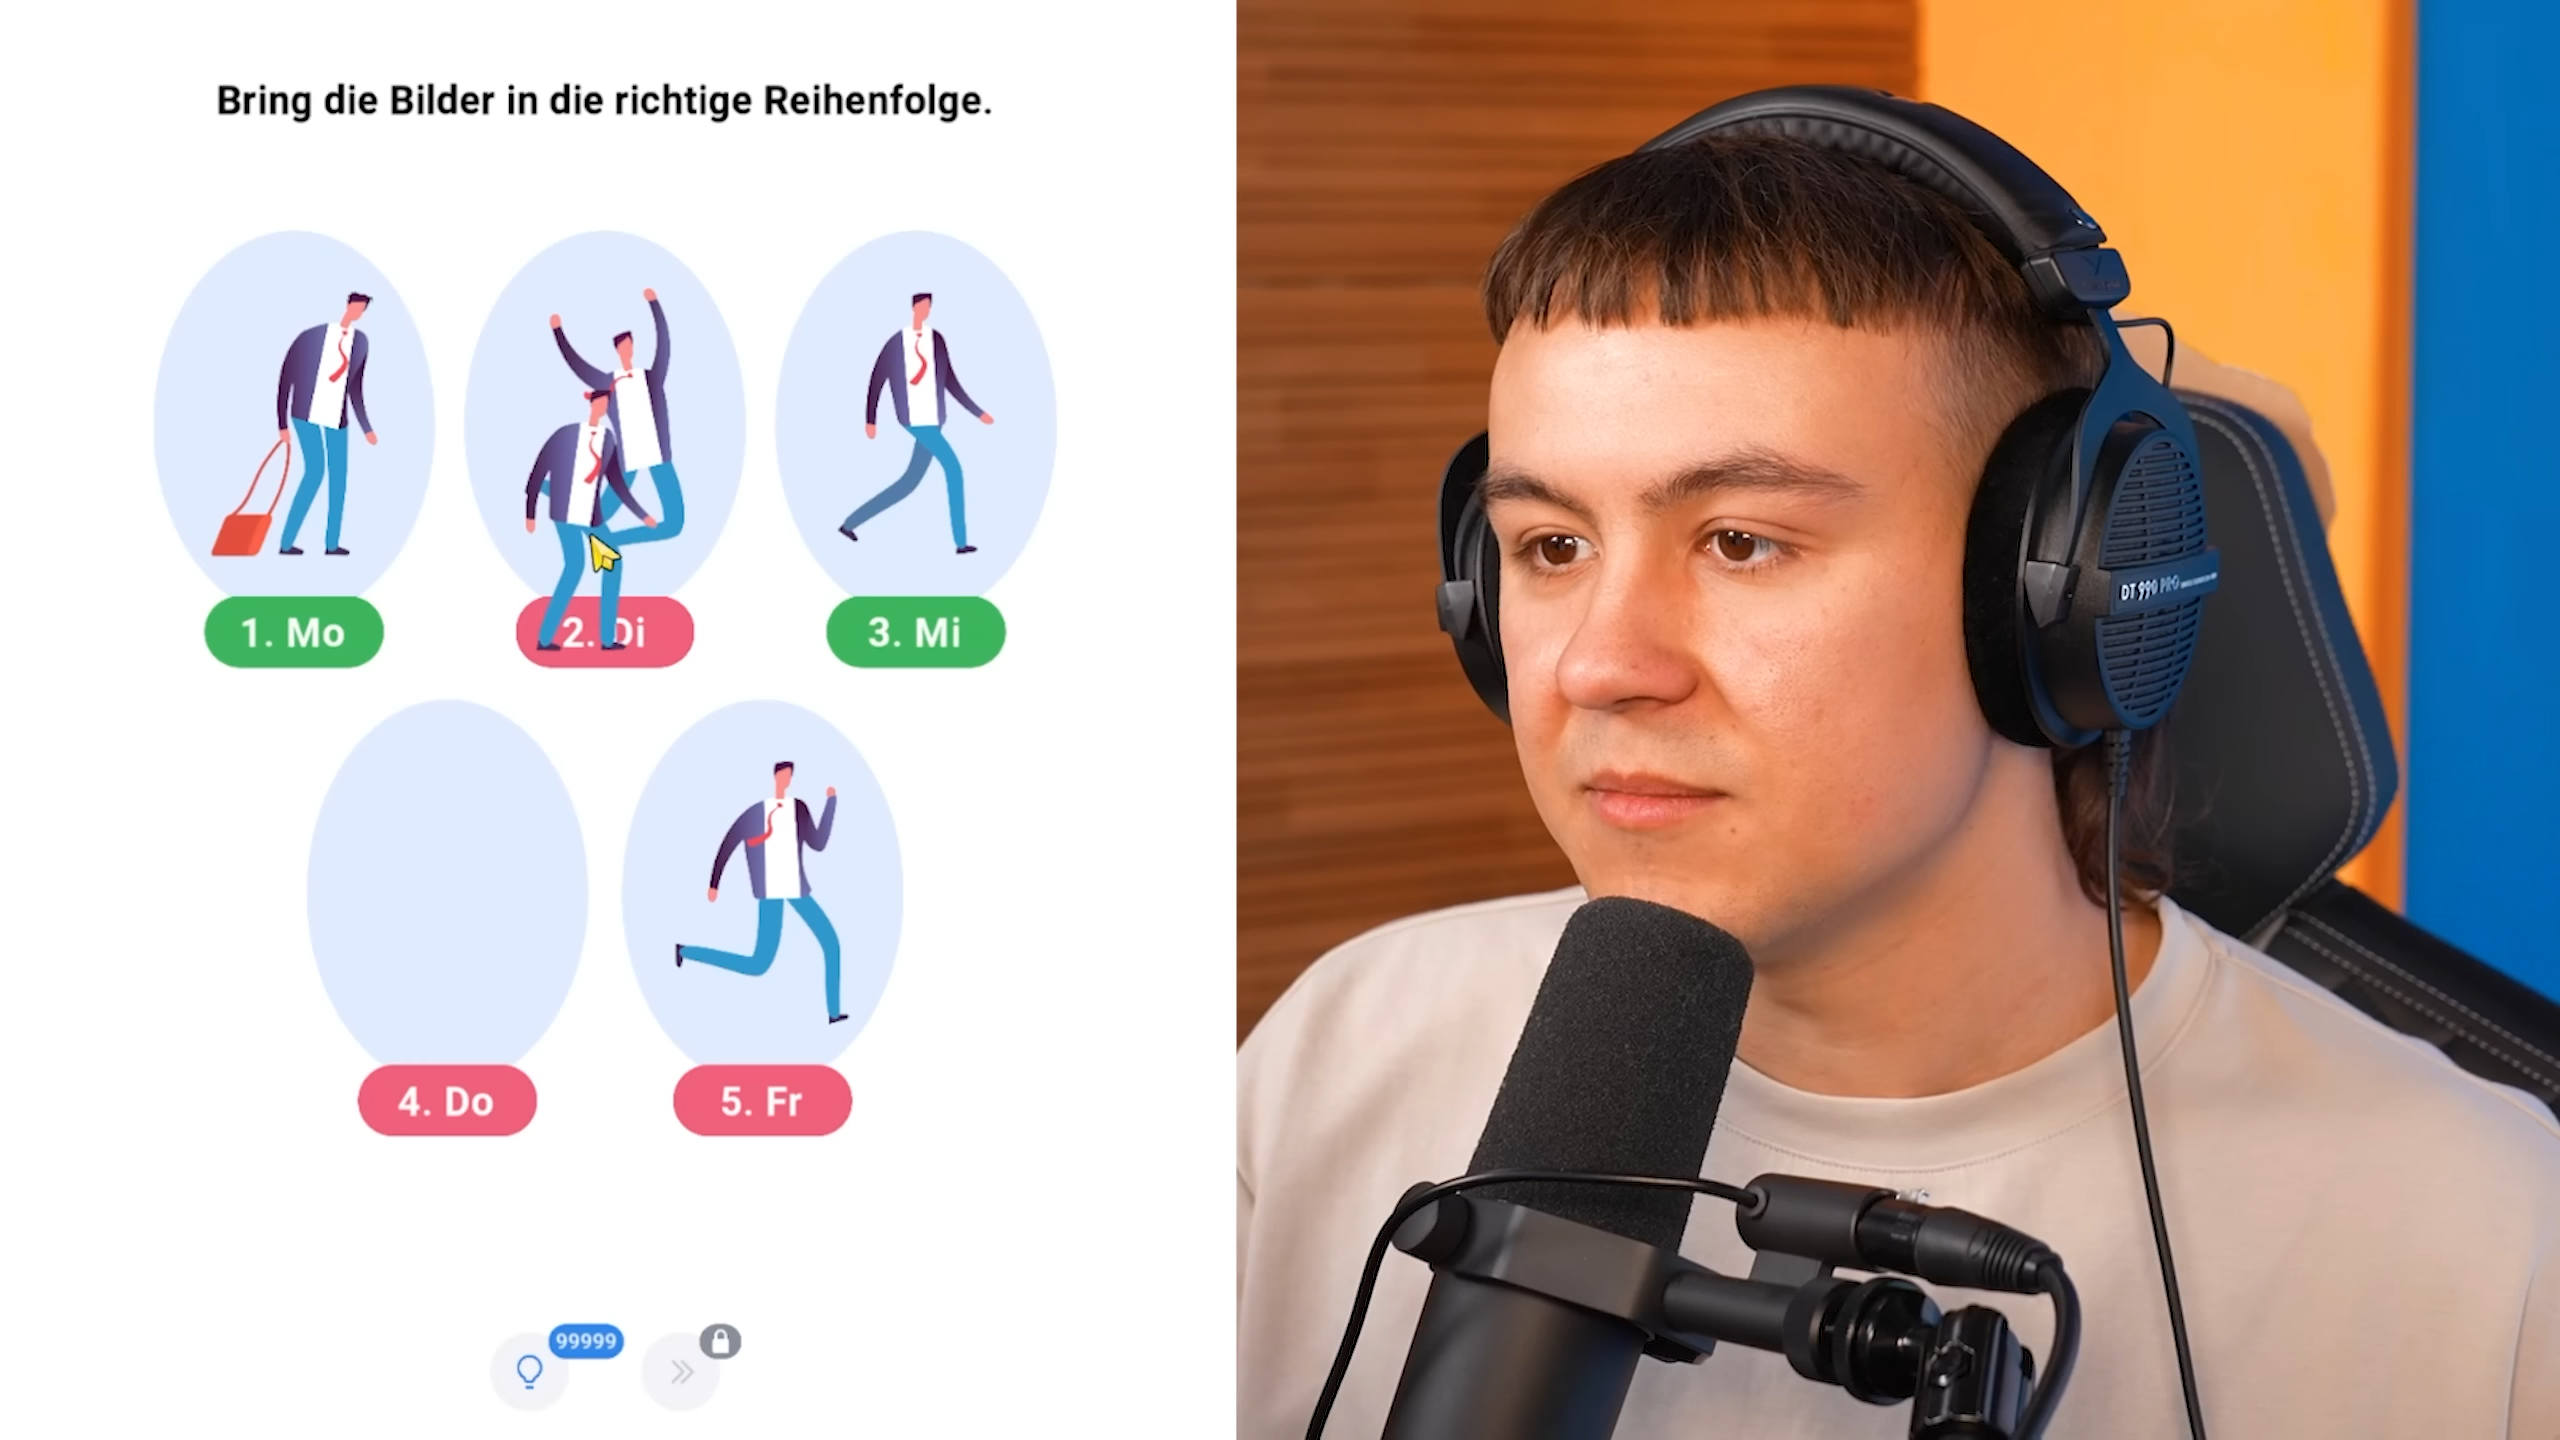 Bring die Bilder in die richtige Reihenfolge.
1. Mo
2. Di
3. Mi
4. Do
5. Fr
99999
DT 990 PRO